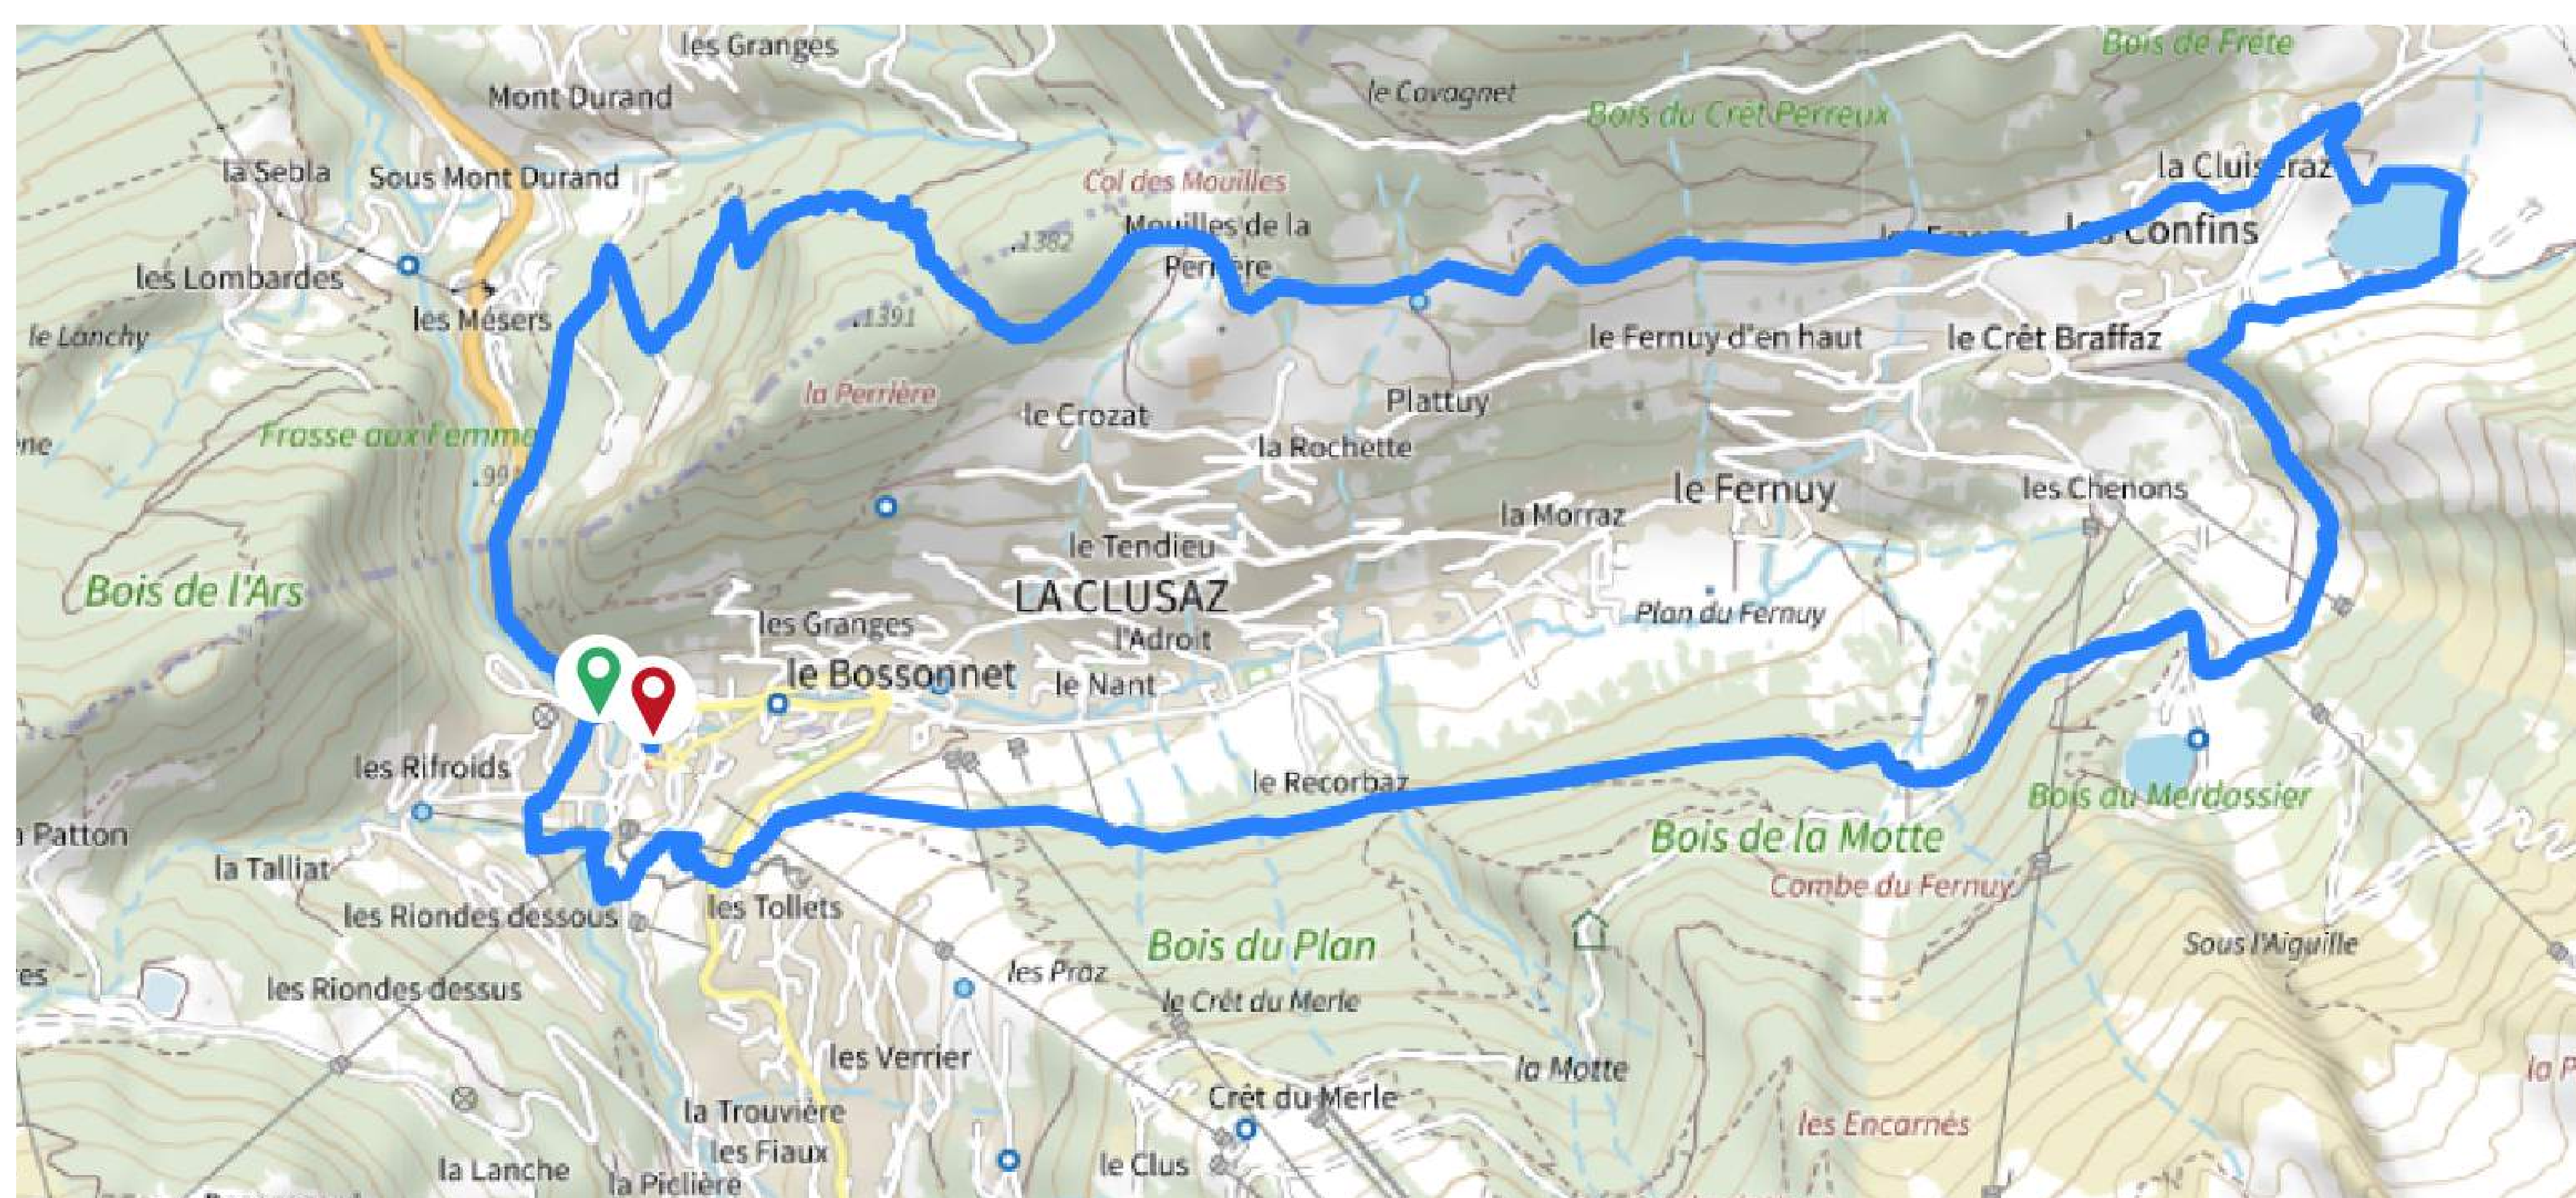 les Granges
Bois de Frête
Mont Durand
le Covagnet
Bois du Crêt Perreux
la Sebla
Sous Mont Durand
Col des Mouilles
Mouilles de la
Perrière
.1382
les Confins
les Lombardes
les Mésers
.1391
le Lanchy
le Fernuy d'en haut
le Crêt Braffaz
la Perrière
Plattuy
le Crozat
la Rochette
Frasse aux Femme
.99
le Fernuy
les Chenons
la Morraz
le Tendieu
LA CLUSAZ
Bois de l'Ars
les Granges
l'Adroit
Plan du Fernuy
le Bossonnet
le Nant
les Rifroids
le Recorbaz
Bois du Merdassier
Patton
Bois de la Motte
la Talliat
Combe du Fernuy
les Riondes dessous
les Tollets
Bois du Plan
Sous l'Aiguille
les Praz
les Riondes dessus
le Crêt du Merle
les Verrier
la Motte
Crêt du Merle
la Trouvière
les Encarnés
les Fiaux
le Clus
la Lanche
la Piclière